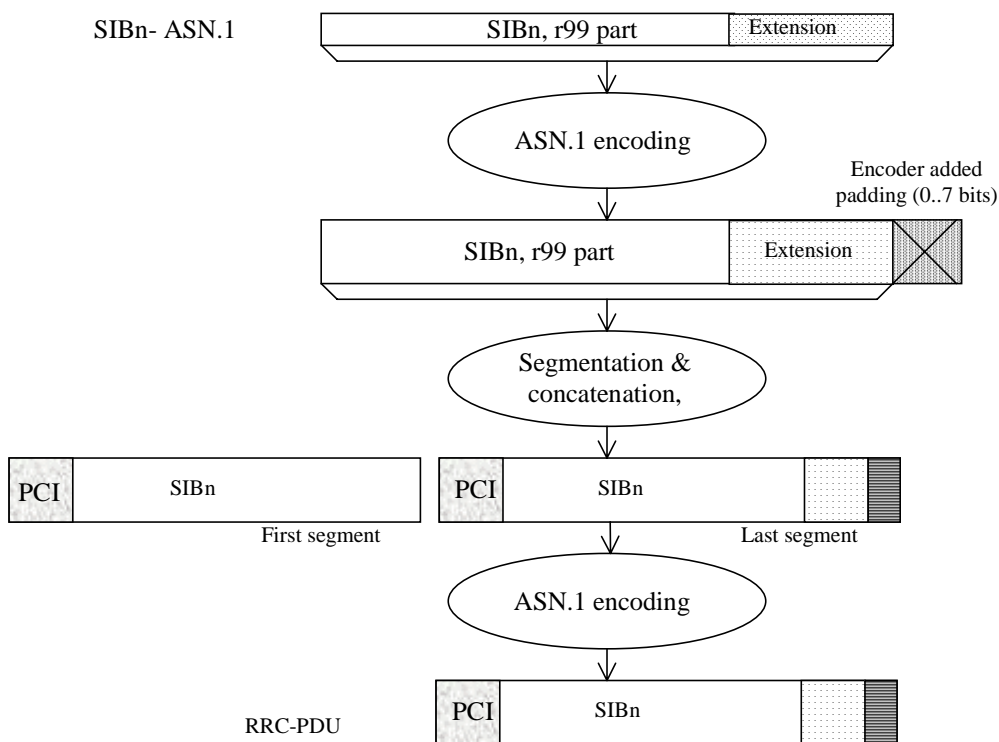 SIBn- ASN.1
SIBn, r99 part
Extension
ASN.1 encoding
Encoder added
padding (0..7 bits)
SIBn, r99 part
Extension
Segmentation &
concatenation,
PCI
SIBn
PCI
SIBn
First segment
Last segment
ASN.1 encoding
PCI
SIBn
RRC-PDU